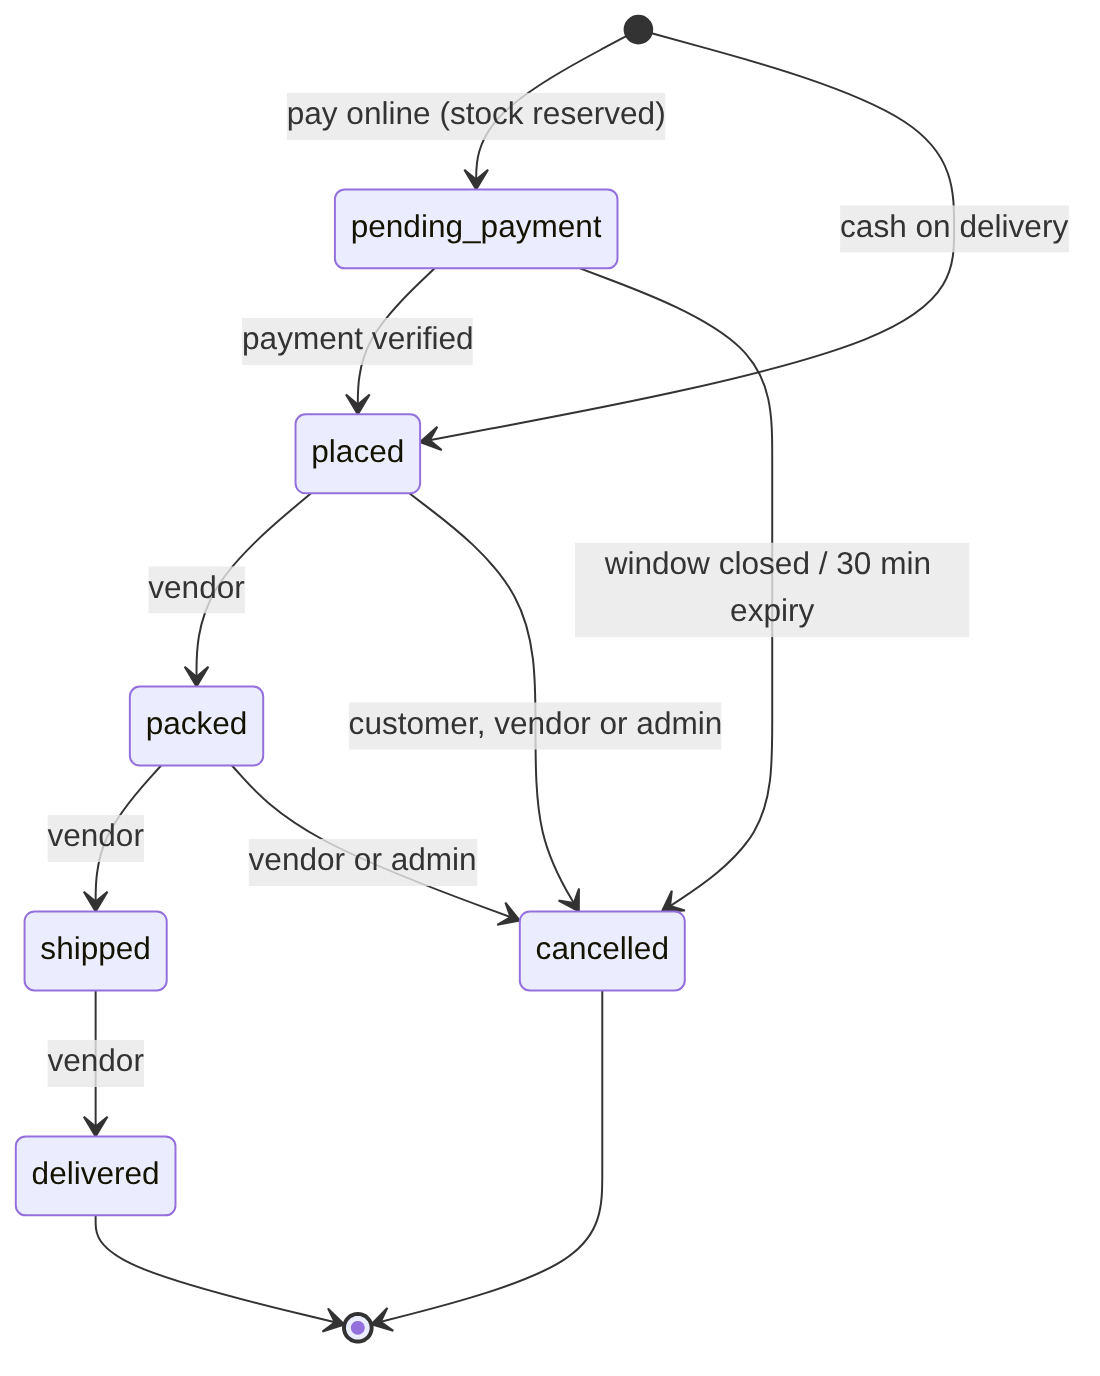 pay online (stock reserved)
cash on delivery
pending_payment
payment verified
placed
window closed / 30 min
expiry
vendor
customer, vendor or admin
packed
vendor
vendor or admin
shipped
cancelled
vendor
delivered